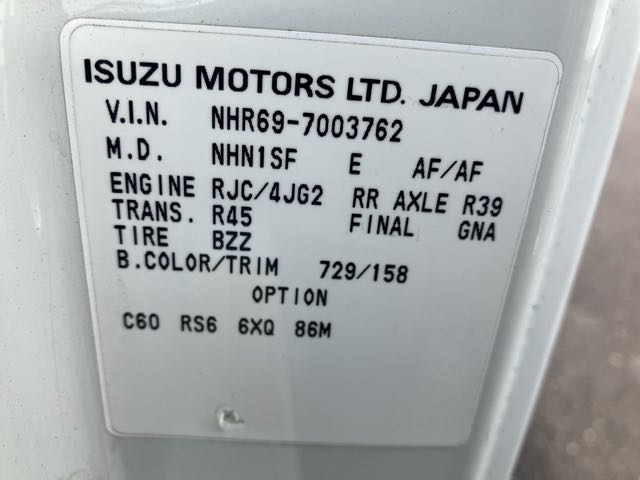 ISUZU MOTORS LTD. JAPAN
V.I.N. NHR69-7003762
M.D. NHN1SF E AF/AF
ENGINE RJC/4JG2 RR AXLE R39
TRANS. R45 FINAL GNA
TIRE BZZ
B.COLOR/TRIM 729/158
OPTION
C60 RS6 6XQ 86M